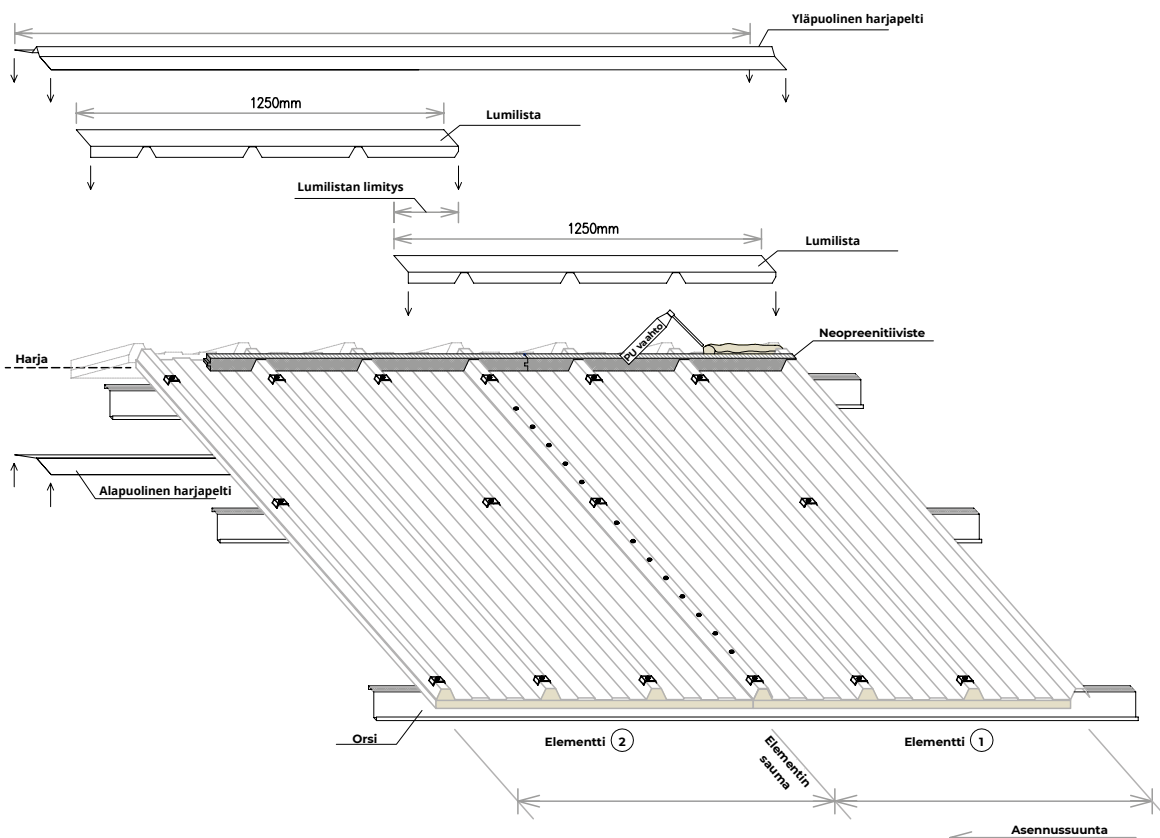 Yläpuolinen harjapelti
1250mm
Lumilista
Lumilistan limitys
1250mm
Lumilista
PU vaahto
Neopreenitiiviste
Harja
Alapuolinen harjapelti
Orsi
Elementti 2
Elementin
sauma
Elementti 1
Asennussuunta